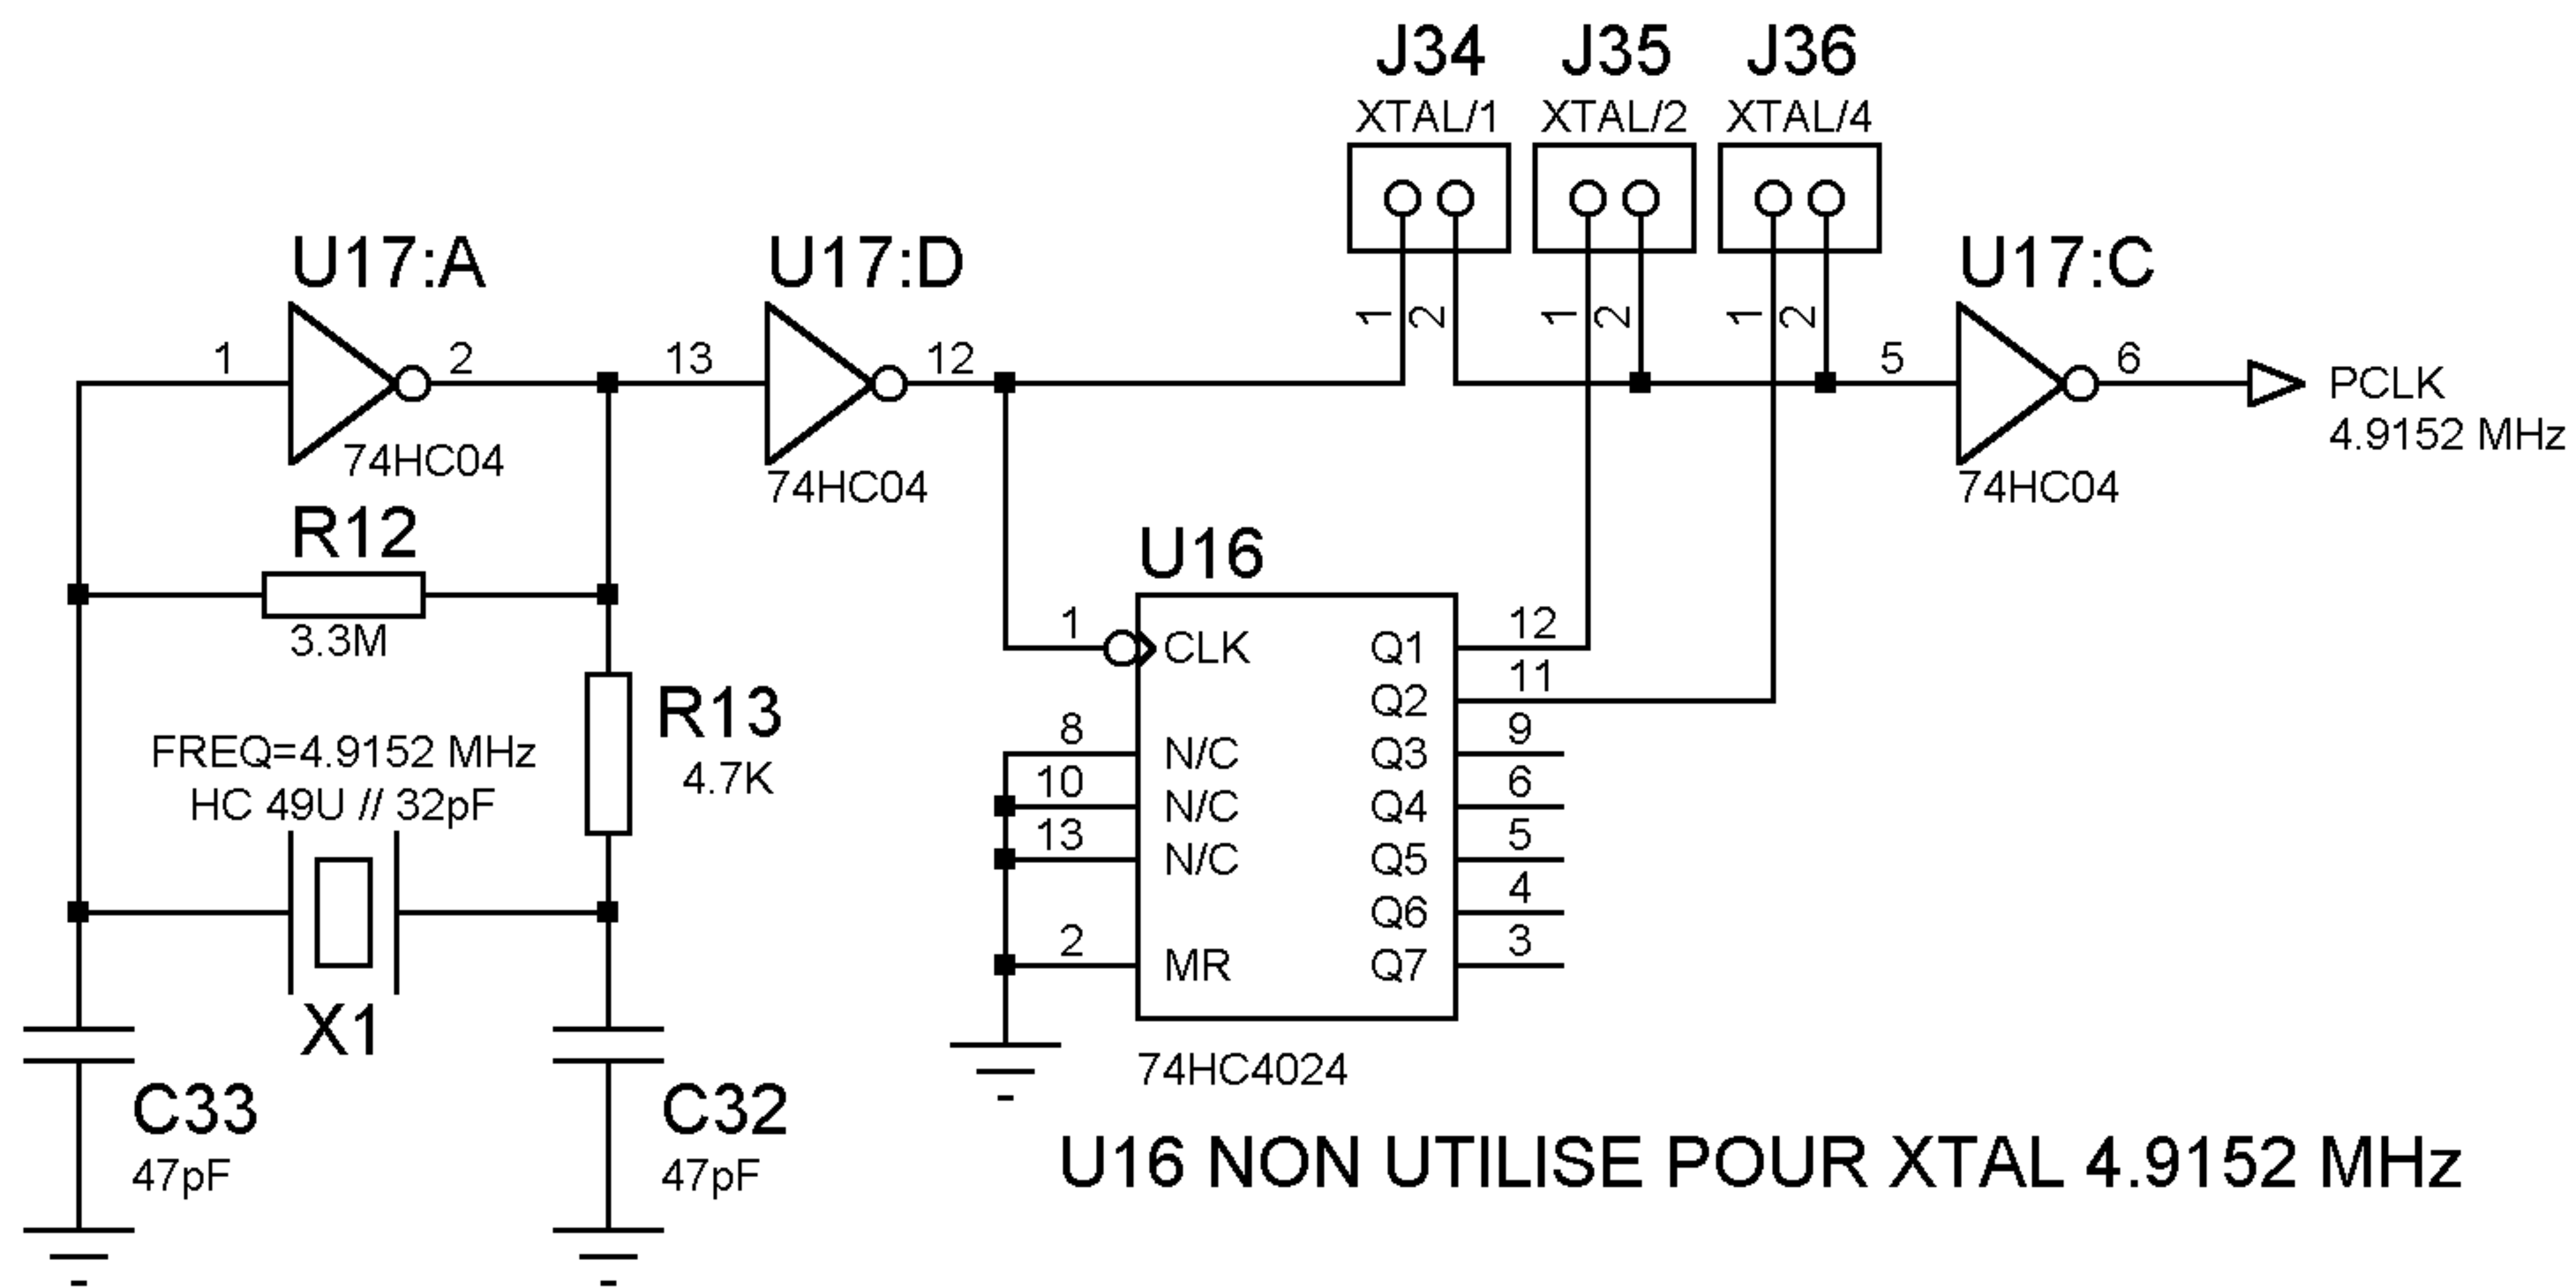 J34 J35 J36
XTAL/1 XTAL/2 XTAL/4
U17:A U17:D U17:C
1 2 1 2 1 2
1 2 13 12 5 6
PCLK
4.9152 MHz
74HC04 74HC04 74HC04
R12
3.3M
U16
1 CLK Q1 12
Q2 11
8 N/C Q3 9
10 N/C Q4 6
13 N/C Q5 5
Q6 4
2 MR Q7 3
74HC4024
R13
4.7K
FREQ=4.9152 MHz
HC 49U // 32pF
X1
C33
47pF
C32
47pF
U16 NON UTILISE POUR XTAL 4.9152 MHz